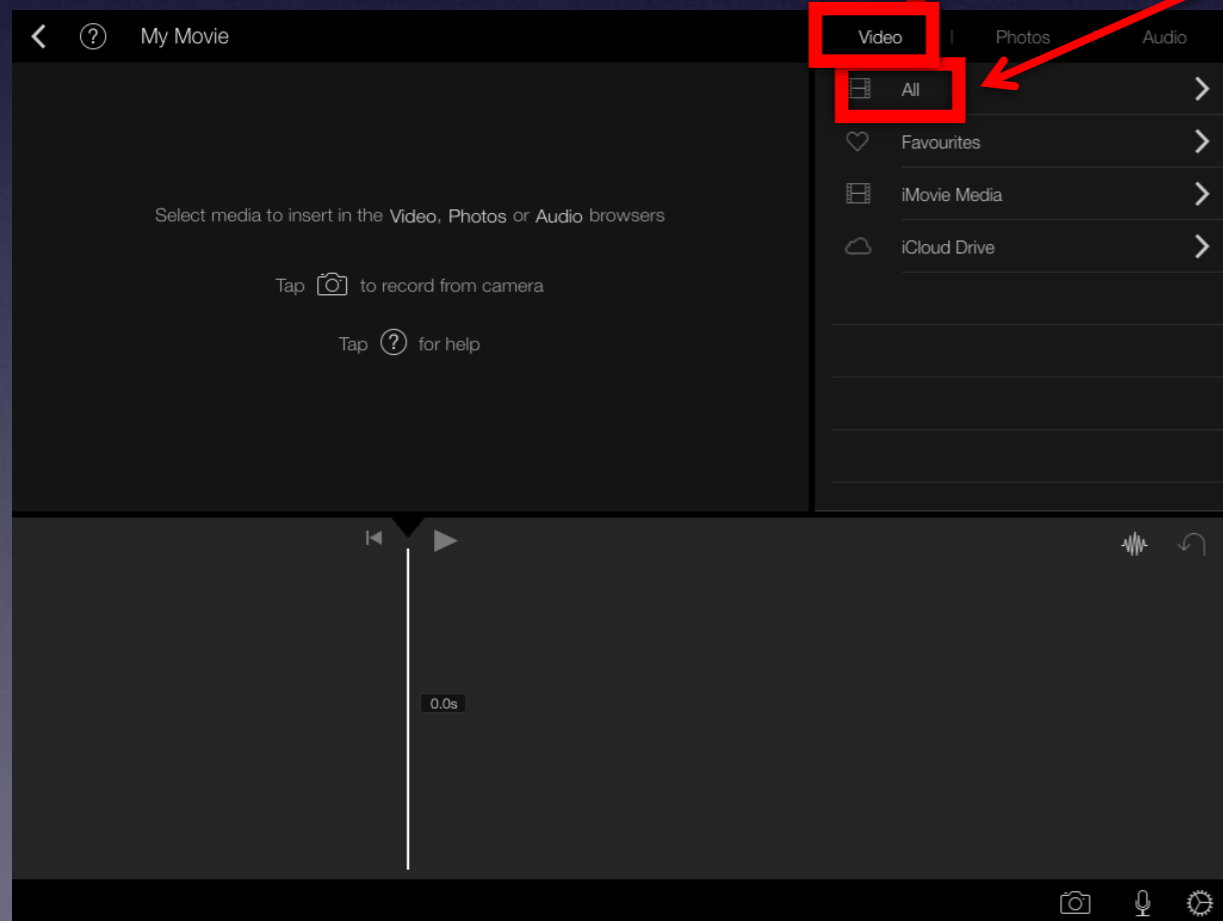 My Movie
Video | Photos Audio
All
Favourites
iMovie Media
iCloud Drive
Select media to insert in the Video, Photos or Audio browsers
Tap to record from camera
Tap ? for help
0.0s